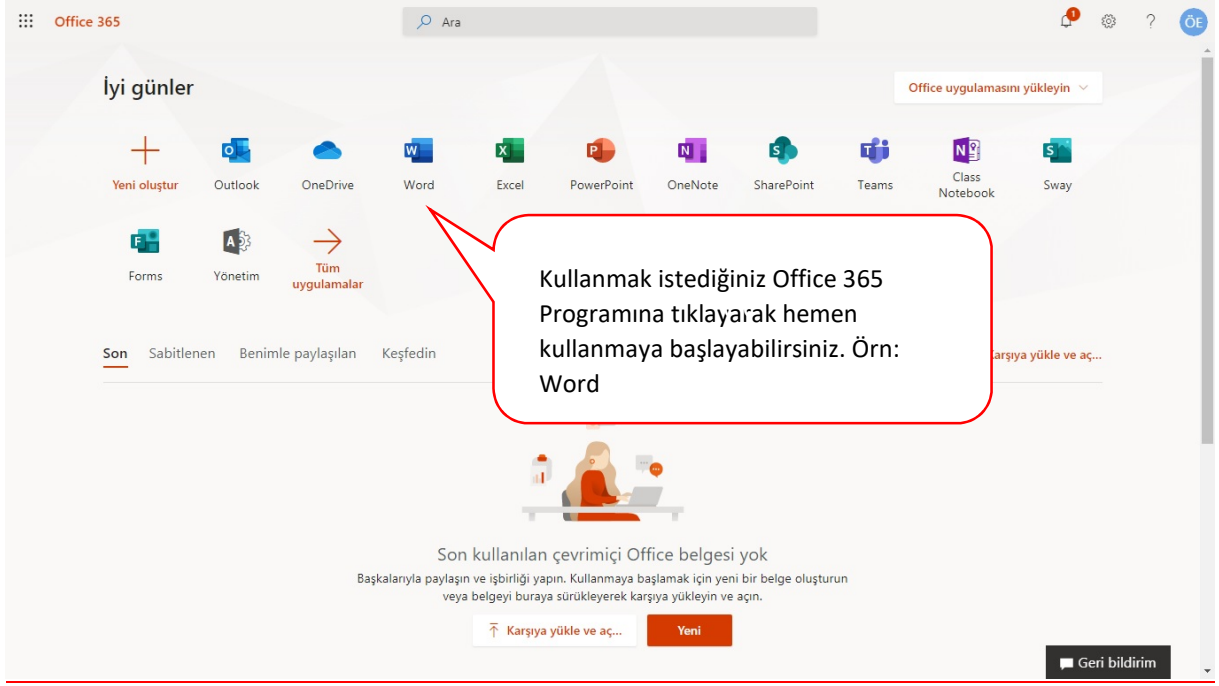 Office 365
Ara
1
ÖE
İyi günler
Office uygulamasını yükleyin
Yeni oluştur
Outlook
OneDrive
Word
Excel
PowerPoint
OneNote
SharePoint
Teams
Class
Notebook
Sway
Forms
Yönetim
Tüm
uygulamalar
Kullanmak istediğiniz Office 365
Programına tıklayarak hemen
kullanmaya başlayabilirsiniz. Örn:
Word
Son Sabitlenen Benimle paylaşılan Keşfedin
yükle ve aç...
Son kullanılan çevrimiçi Office belgesi yok
Başkalarıyla paylaşın ve işbirliği yapın. Kullanmaya başlamak için yeni bir belge oluşturun
veya belgeyi buraya sürükleyerek karşıya yükleyin ve açın.
Karşıya yükle ve aç...
Yeni
Geri bildirim